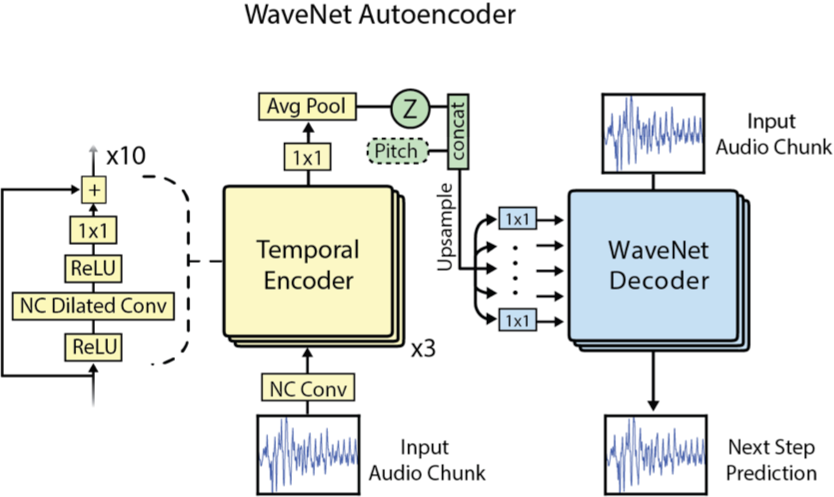 WaveNet Autoencoder
x10
+
1x1
ReLU
NC Dilated Conv
ReLU
Avg Pool
Z
Pitch
concat
1x1
Temporal
Encoder
x3
NC Conv
Input
Audio Chunk
Upsample
1x1
1x1
Input
Audio Chunk
WaveNet
Decoder
Next Step
Prediction